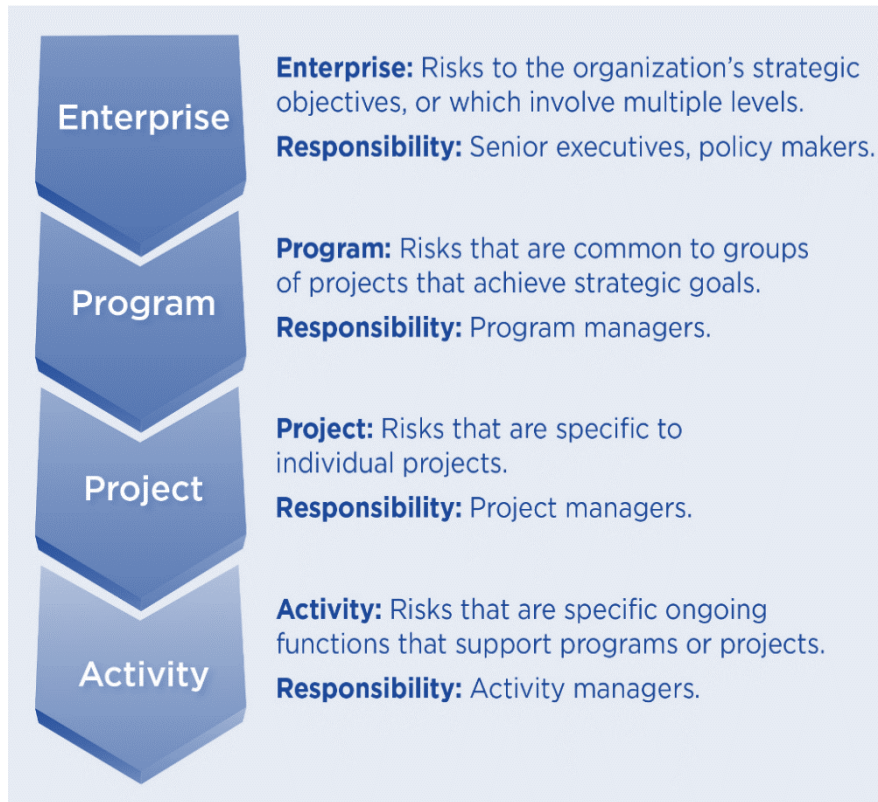 Enterprise
Enterprise: Risks to the organization’s strategic
objectives, or which involve multiple levels.
Responsibility: Senior executives, policy makers.
Program
Program: Risks that are common to groups
of projects that achieve strategic goals.
Responsibility: Program managers.
Project
Project: Risks that are specific to
individual projects.
Responsibility: Project managers.
Activity
Activity: Risks that are specific ongoing
functions that support programs or projects.
Responsibility: Activity managers.